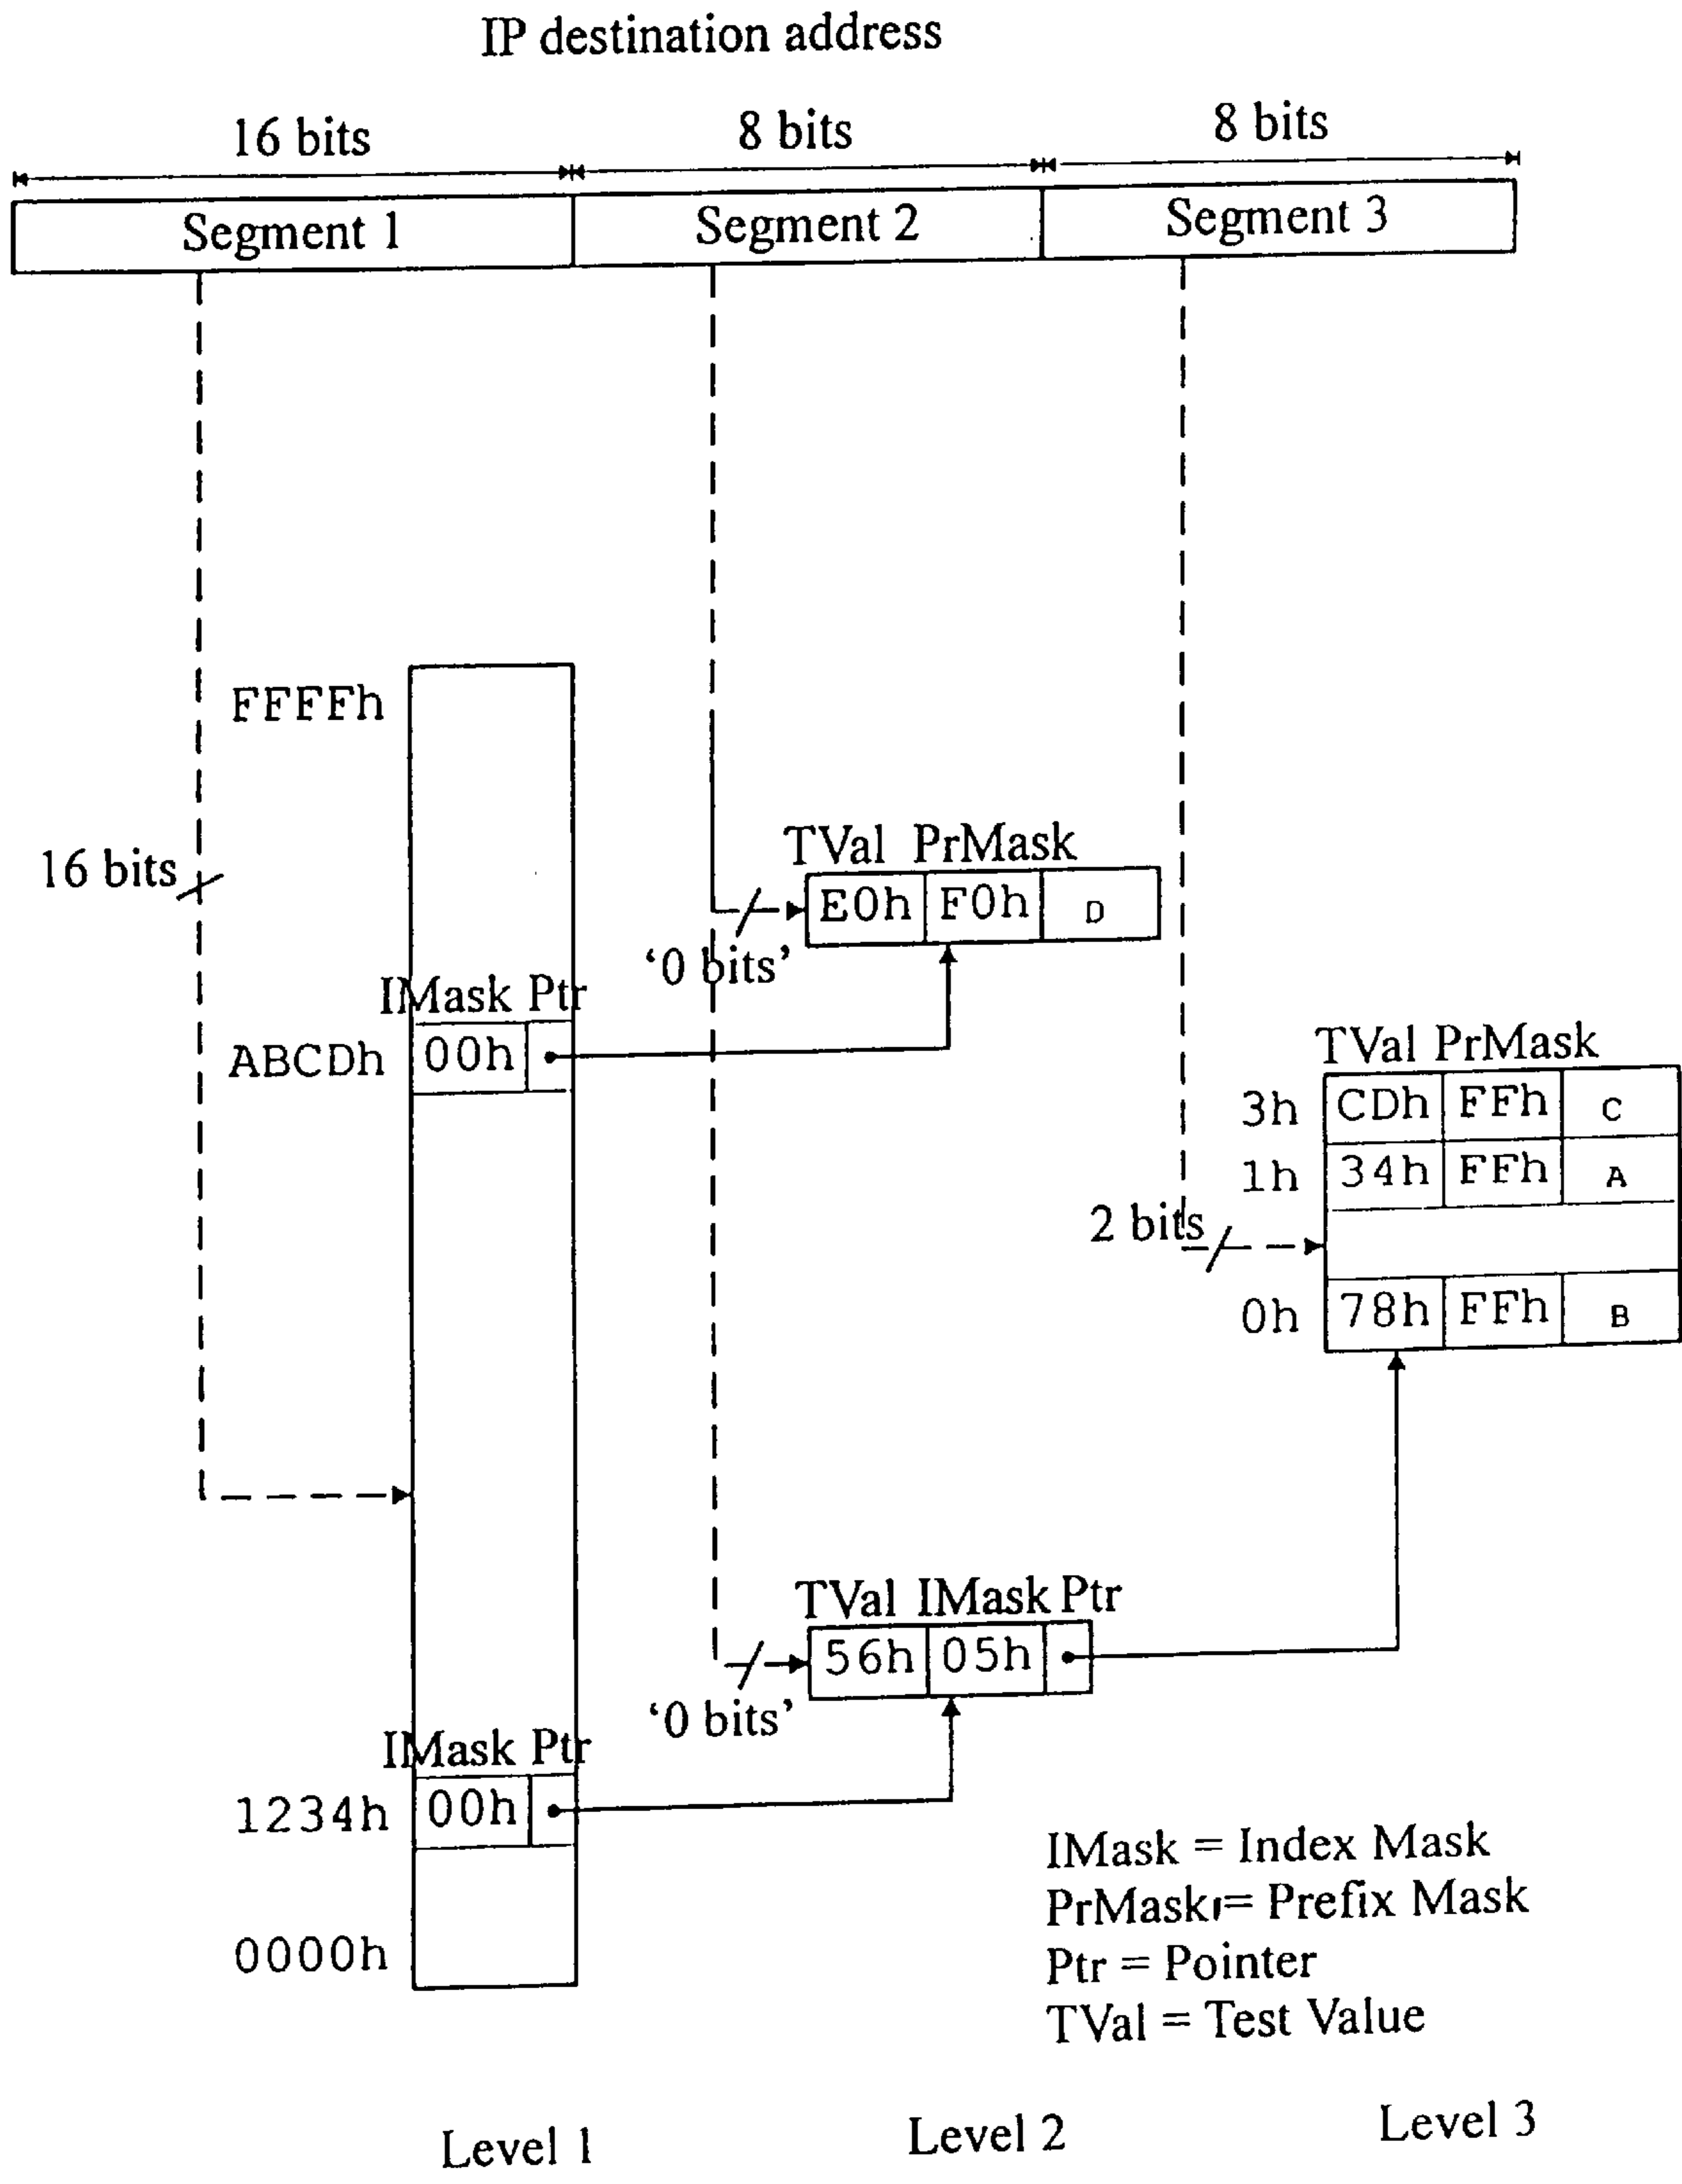 IP destination address
16 bits 8 bits 8 bits
Segment 1 Segment 2 Segment 3
FFFFh
16 bits
TVal PrMask
E0h F0h D
‘0 bits’
IMask Ptr
ABCDh 00h
TVal PrMask
3h CDh FFh C
1h 34h FFh A
2 bits
0h 78h FFh B
TVal IMask Ptr
56h 05h
‘0 bits’
IMask Ptr
1234h 00h
IMask = Index Mask
PrMask = Prefix Mask
0000h
Ptr = Pointer
TVal = Test Value
Level 1 Level 2 Level 3